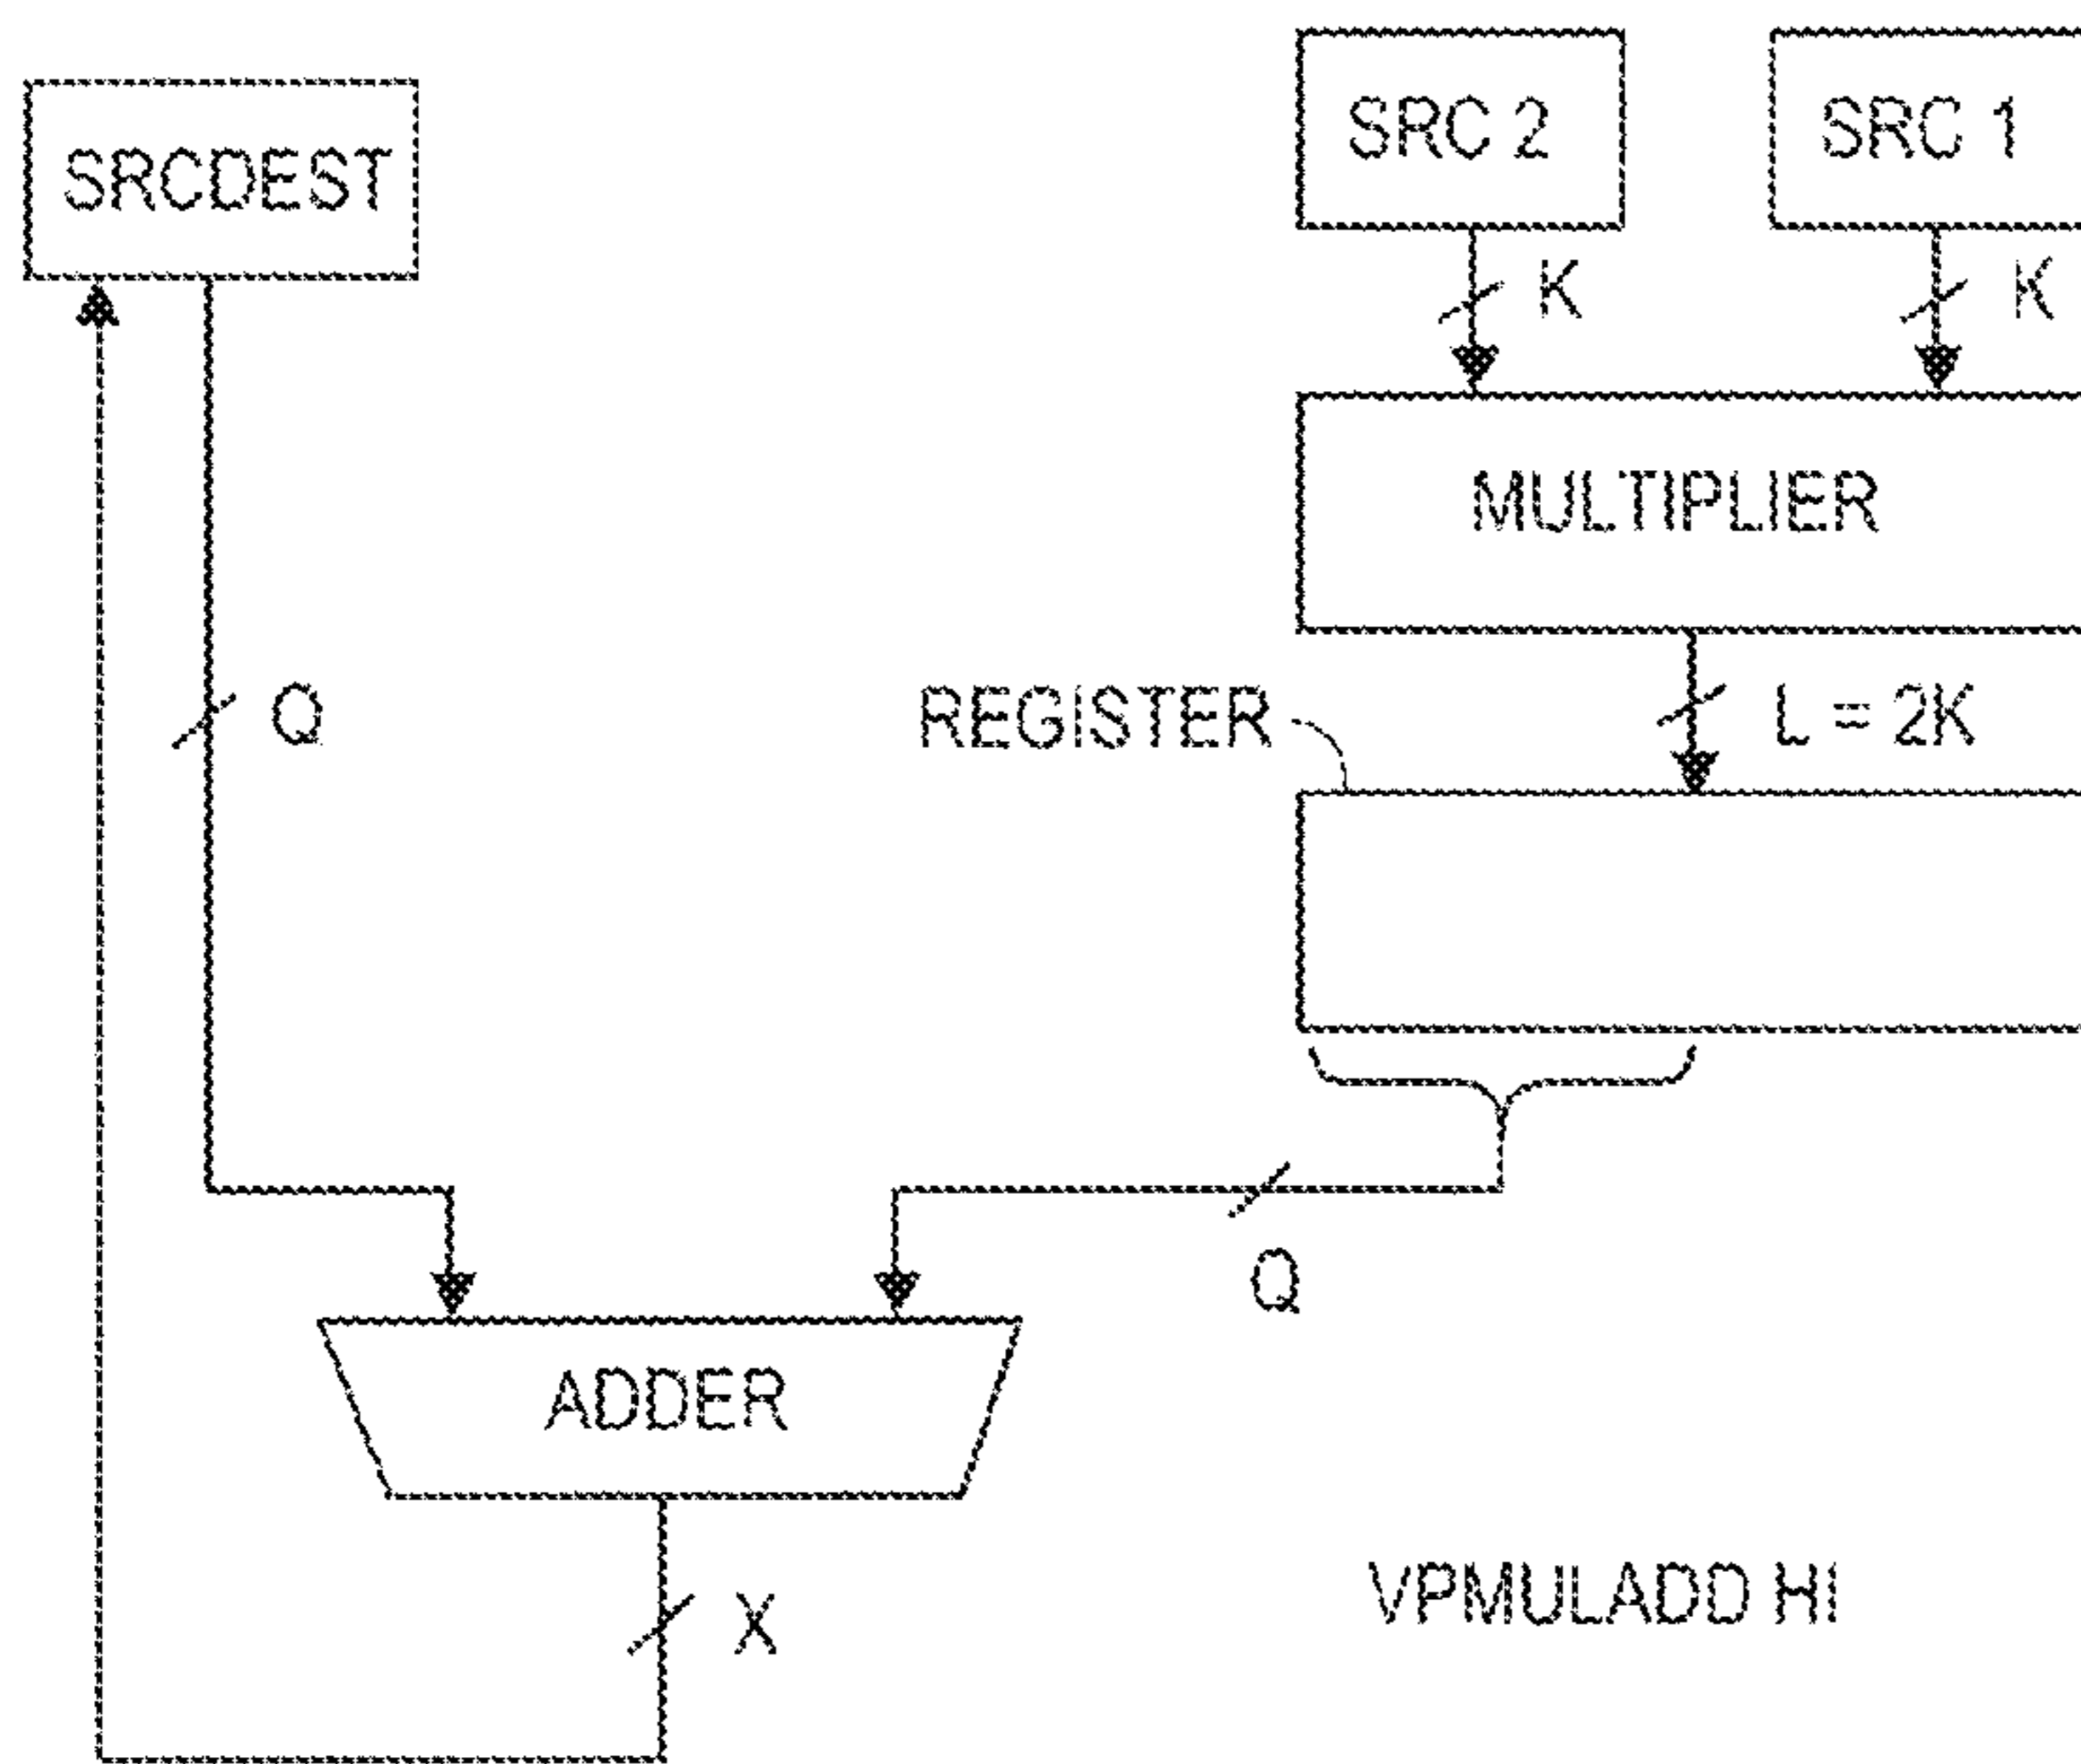 SRCDEST
SRC 2
SRC 1
K
K
MULTIPLIER
Q
REGISTER
L = 2K
Q
ADDER
X
VPMULADD HI